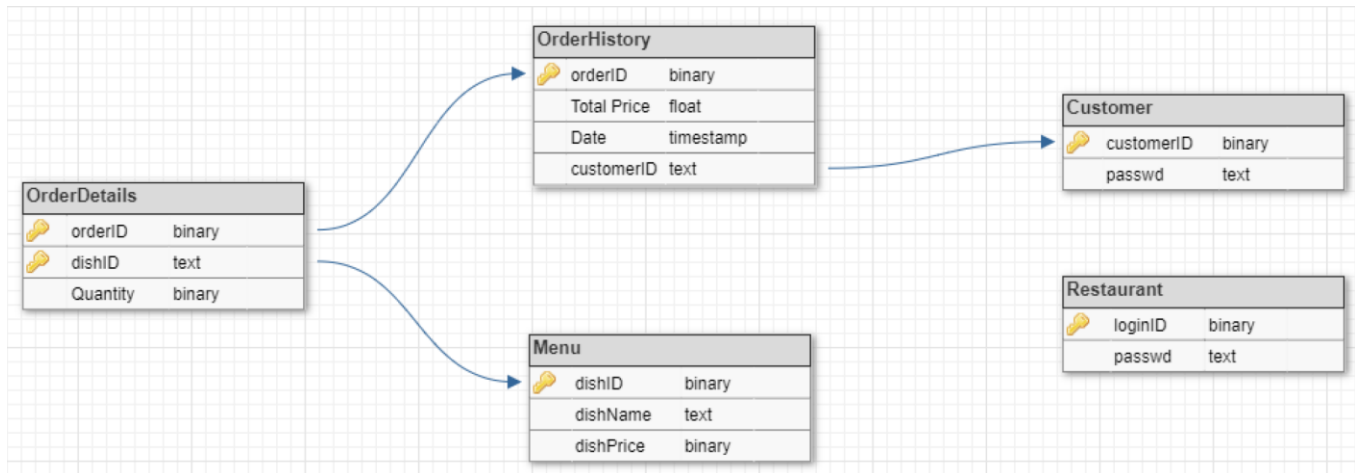 OrderHistory
orderID binary
Total Price float
Date timestamp
customerID text
Customer
customerID binary
passwd text
OrderDetails
orderID binary
dishID text
Quantity binary
Restaurant
loginID binary
passwd text
Menu
dishID binary
dishName text
dishPrice binary